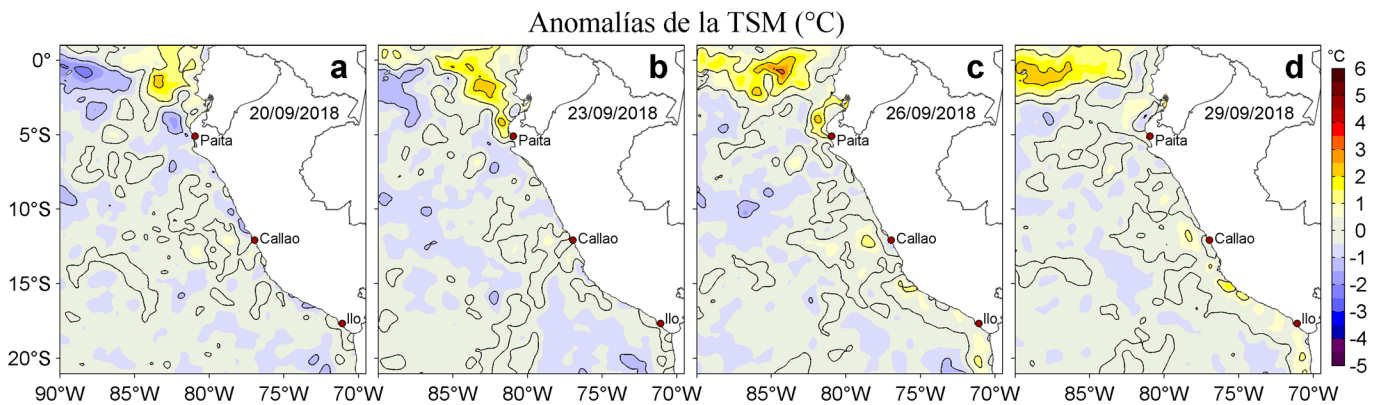 Anomalías de la TSM (°C)
a b c d
20/09/2018 23/09/2018 26/09/2018 29/09/2018
Paita Paita Paita Paita
Callao Callao Callao Callao
Ilo Ilo Ilo Ilo
0°
5°S
10°S
15°S
20°S
90°W 85°W 80°W 75°W 70°W 85°W 80°W 75°W 70°W 85°W 80°W 75°W 70°W 85°W 80°W 75°W 70°W
°C
6
5
4
3
2
1
0
-1
-2
-3
-4
-5